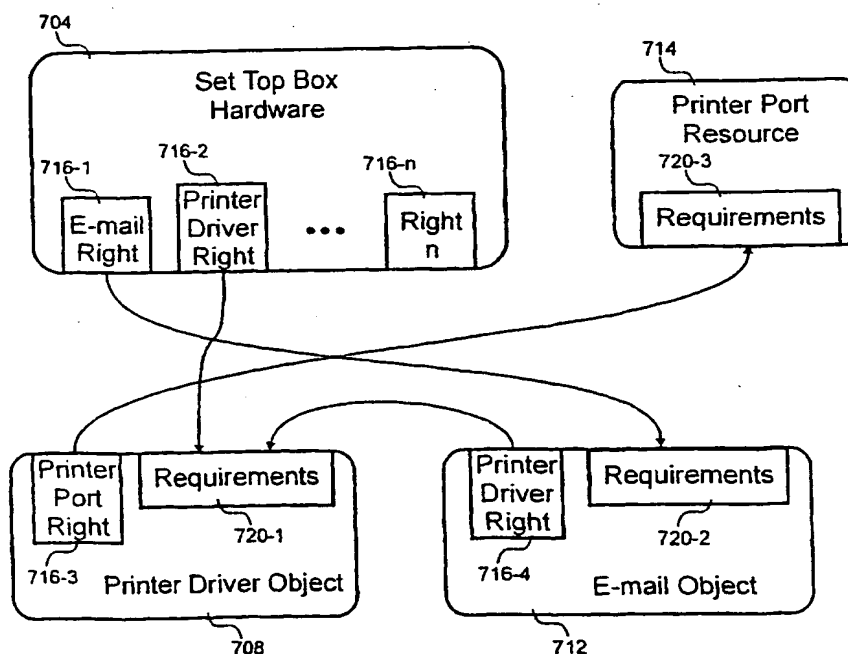 704
Set Top Box
Hardware
716-1
E-mail
Right
716-2
Printer
Driver
Right
•••
716-n
Right
n
714
Printer Port
Resource
720-3
Requirements
Printer
Port
Right
716-3
Requirements
720-1
Printer Driver Object
708
Printer
Driver
Right
716-4
Requirements
720-2
E-mail Object
712